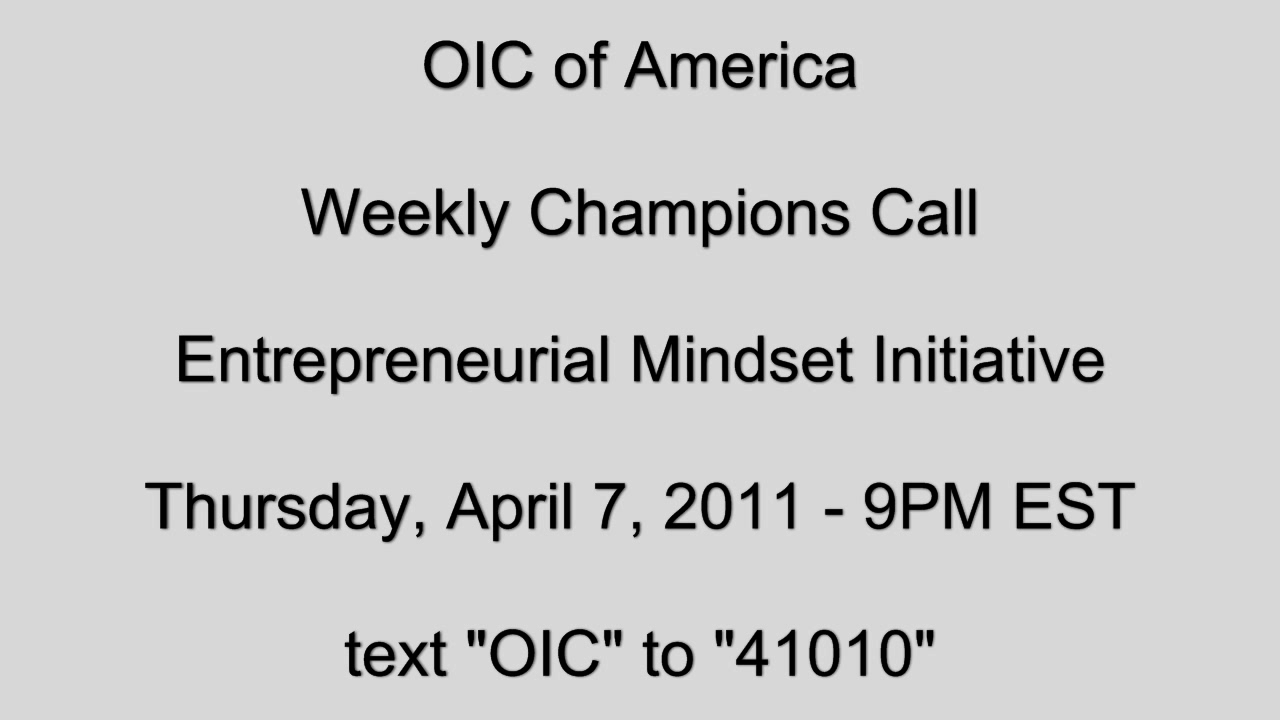 OIC of America
Weekly Champions Call
Entrepreneurial Mindset Initiative
Thursday, April 7, 2011 - 9PM EST
text "OIC" to "41010"